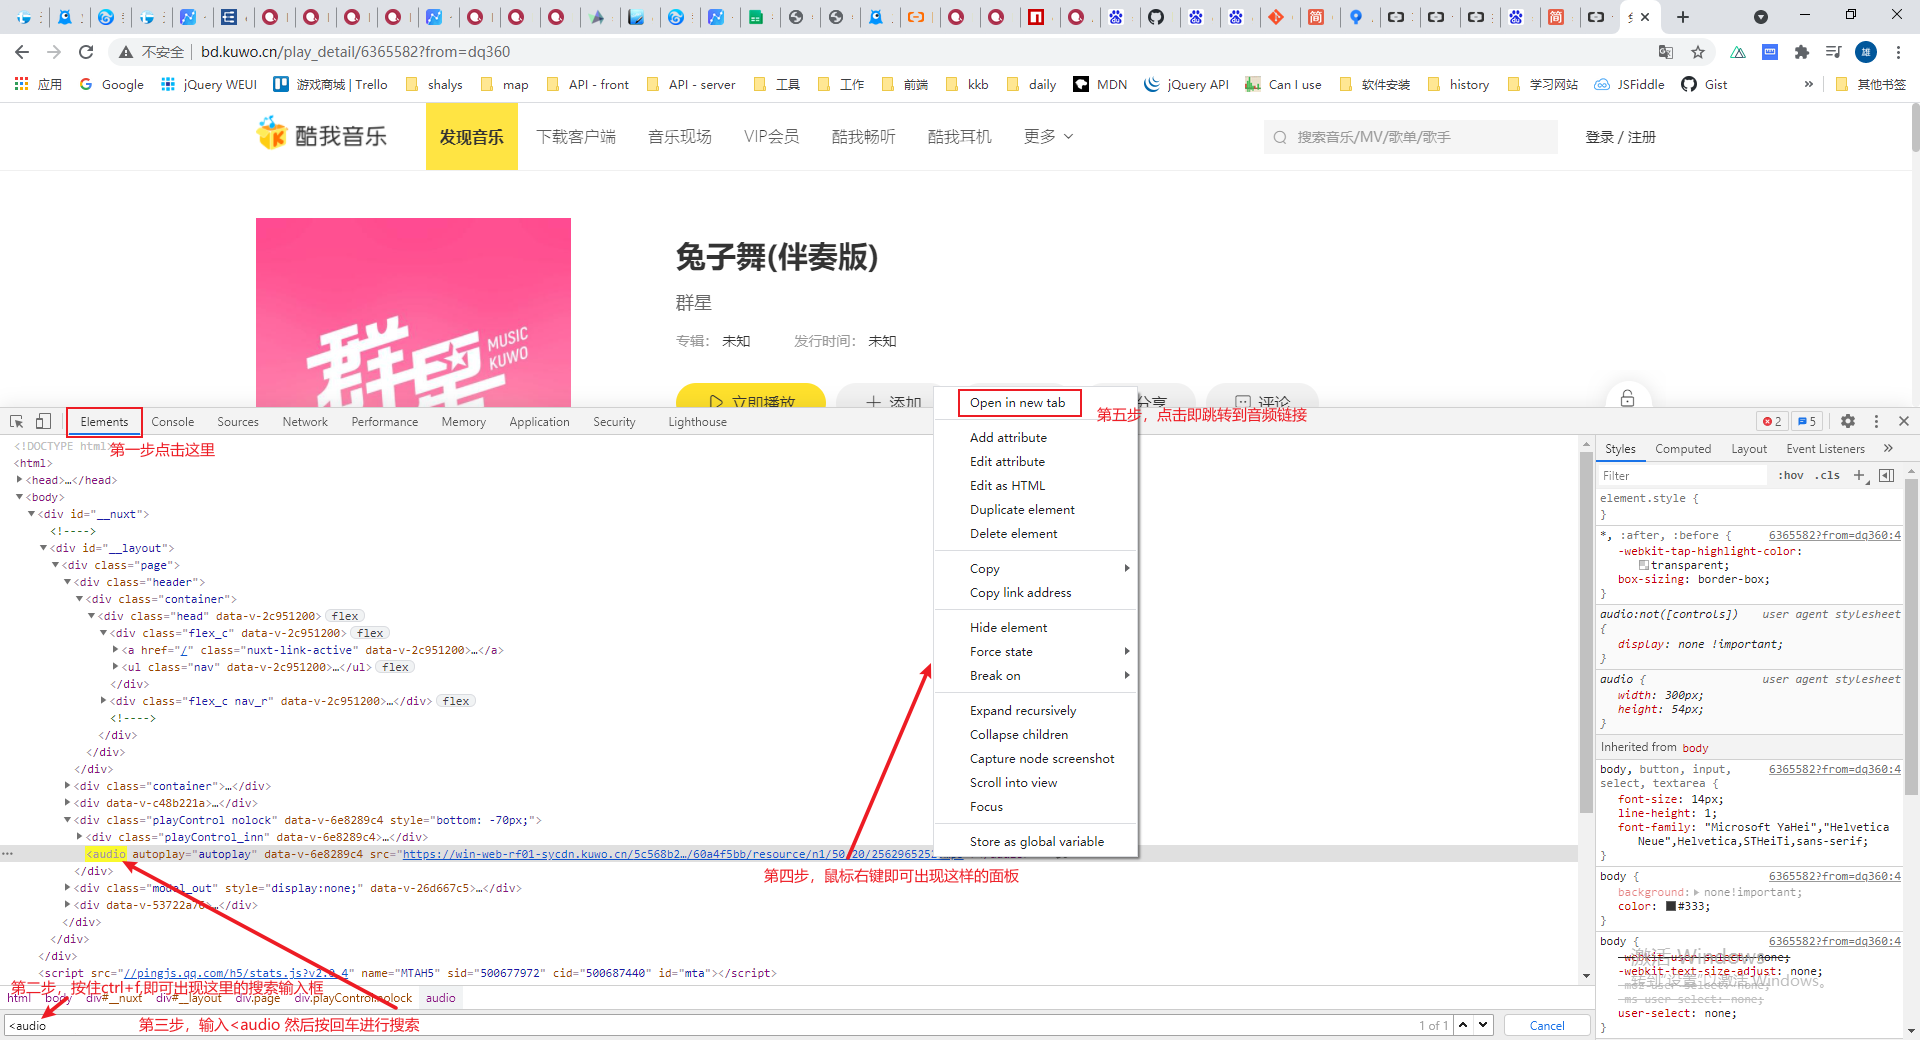 不安全 bd.kuwo.cn/play_detail/6365582?from=dq360
应用 Google jQuery WEUI 游戏商城 | Trello shalys map API - front API - server 工具 工作 前端 kkb daily MDN jQuery API Can I use 软件安装 history 学习网站 JSFiddle Gist » 其他书签
酷我音乐 发现音乐 下载客户端 音乐现场 VIP会员 酷我畅听 酷我耳机 更多 搜索音乐/MV/歌单/歌手 登录 / 注册
群星 MUSIC KUWO
兔子舞(伴奏版)
群星
专辑： 未知 发行时间： 未知
立即播放 添加 分享 评论
Elements Console Sources Network Performance Memory Application Security Lighthouse 2 5
第一步点击这里
<!DOCTYPE html>
<html>
<head>…</head>
<body>
<div id="__nuxt">
<!---->
<div id="__layout">
<div class="page">
<div class="header">
<div class="container">
<div class="head" data-v-2c951200> flex
<div class="flex_c" data-v-2c951200> flex
<a href="/" class="nuxt-link-active" data-v-2c951200>…</a>
<ul class="nav" data-v-2c951200>…</ul> flex
</div>
<div class="flex_c nav_r" data-v-2c951200>…</div> flex
<!---->
</div>
</div>
</div>
<div class="container">…</div>
<div data-v-c48b221a>…</div>
<div class="playControl nolock" data-v-6e8289c4 style="bottom: -70px;">
<div class="playControl_inn" data-v-6e8289c4>…</div>
<audio autoplay="autoplay" data-v-6e8289c4 src="https://win-web-rf01-sycdn.kuwo.cn/5c568b2…/60a4f5bb/resource/n1/50/20/2562965252
</div>
<div class="model_out" style="display:none;" data-v-26d667c5>…</div>
<div data-v-53722a76>…</div>
</div>
</div>
</div>
<script src="//pingjs.qq.com/h5/stats.js?v2.0.4" name="MTAH5" sid="500677972" cid="500687440" id="mta"></script>
第二步，按住ctrl+f,即可出现这里的搜索输入框
html body div#__nuxt div#__layout div.page div.playControl.nolock audio
<audio 第三步，输入<audio 然后按回车进行搜索 1 of 1 Cancel
Open in new tab
第五步，点击即跳转到音频链接
Add attribute
Edit attribute
Edit as HTML
Duplicate element
Delete element
Copy
Copy link address
Hide element
Force state
Break on
Expand recursively
Collapse children
Capture node screenshot
Scroll into view
Focus
Store as global variable
第四步，鼠标右键即可出现这样的面板
Styles Computed Layout Event Listeners »
Filter :hov .cls +
element.style {
}
*, :after, :before { 6365582?from=dq360:4
-webkit-tap-highlight-color:
transparent;
box-sizing: border-box;
}
audio:not([controls]) user agent stylesheet
{
display: none !important;
}
audio { user agent stylesheet
width: 300px;
height: 54px;
}
Inherited from body
body, button, input, 6365582?from=dq360:4
select, textarea {
font-size: 14px;
line-height: 1;
font-family: "Microsoft YaHei","Helvetica
Neue",Helvetica,STHeiTi,sans-serif;
}
body { 6365582?from=dq360:4
background: none!important;
color: #333;
}
body { 6365582?from=dq360:4
-webkit-user-select: none;
-webkit-text-size-adjust: none;
-moz-user-select: none;
-ms-user-select: none;
user-select: none;
}
激活 Windows
转到"设置"以激活 Windows。